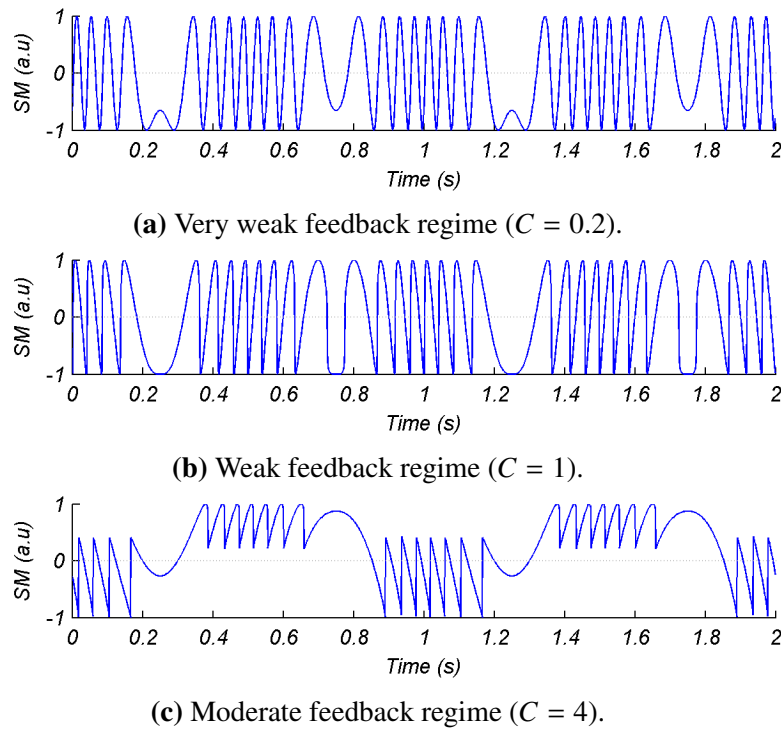 SM (a.u)
1
0
-1
0 0.2 0.4 0.6 0.8 1 1.2 1.4 1.6 1.8 2
Time (s)
(a) Very weak feedback regime (C = 0.2).
SM (a.u)
1
0
-1
0 0.2 0.4 0.6 0.8 1 1.2 1.4 1.6 1.8 2
Time (s)
(b) Weak feedback regime (C = 1).
SM (a.u)
1
0
-1
0 0.2 0.4 0.6 0.8 1 1.2 1.4 1.6 1.8 2
Time (s)
(c) Moderate feedback regime (C = 4).